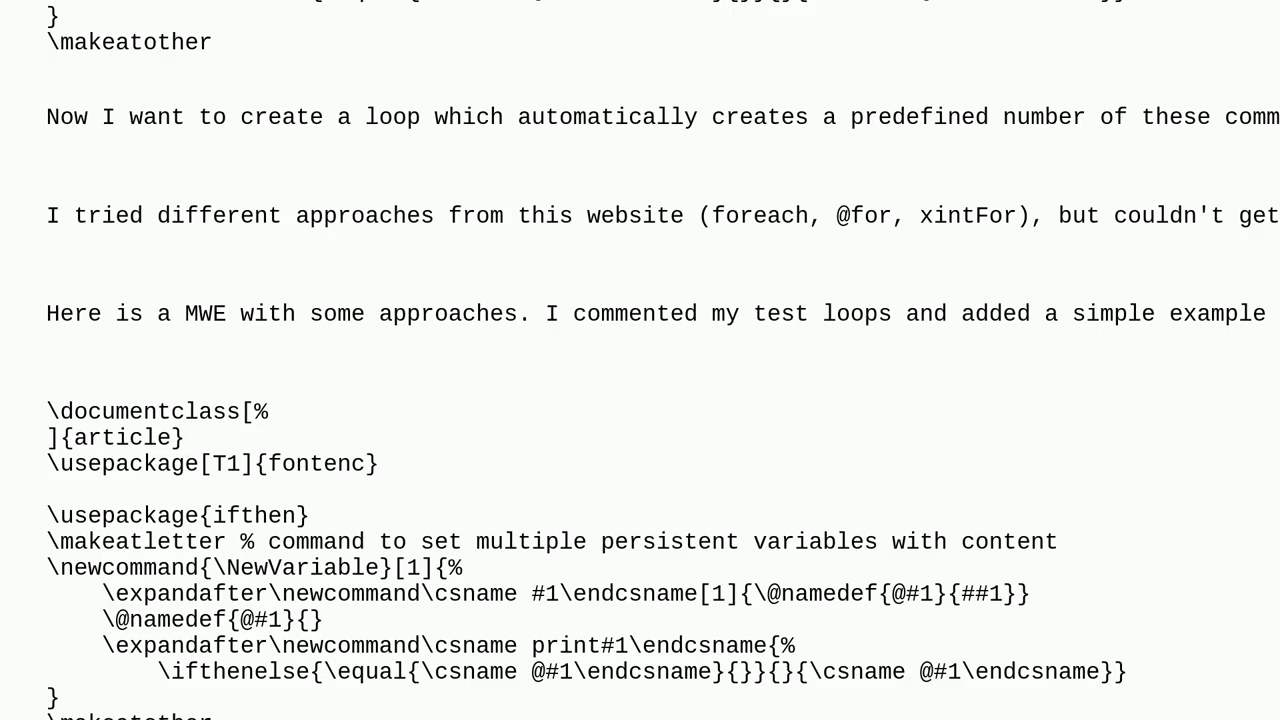 }
\makeatother
Now I want to create a loop which automatically creates a predefined number of these comm
I tried different approaches from this website (foreach, @for, xintFor), but couldn't get
Here is a MWE with some approaches. I commented my test loops and added a simple example
\documentclass[%
]{article}
\usepackage[T1]{fontenc}
\usepackage{ifthen}
\makeatletter % command to set multiple persistent variables with content
\newcommand{\NewVariable}[1]{%
    \expandafter\newcommand\csname #1\endcsname[1]{\@namedef{@#1}{##1}}
    \@namedef{@#1}{}
    \expandafter\newcommand\csname print#1\endcsname{%
        \ifthenelse{\equal{\csname @#1\endcsname}{}}{}{\csname @#1\endcsname}}
}
\makeatother